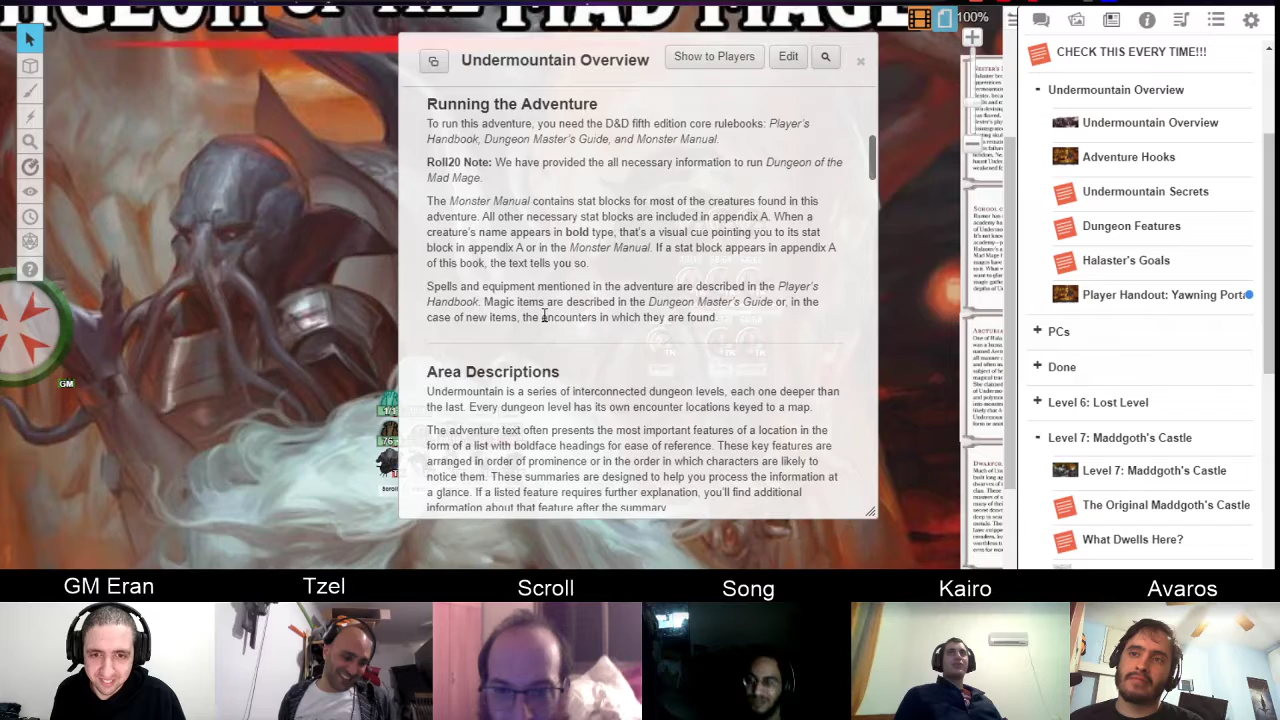 DUNGEON OF THE MAD MAGE
100%
Undermountain Overview
Show to Players
Edit
Running the Adventure
To run this adventure, you need the D&D fifth edition core rulebooks: Player's
Handbook, Dungeon Master's Guide, and Monster Manual.
Roll20 Note: We have provided the all necessary information to run Dungeon of the
Mad Mage.
The Monster Manual contains stat blocks for most of the creatures found in this
adventure. All other necessary stat blocks are included in appendix A. When a
creature's name appears in bold type, that's a visual cue pointing you to its stat
block in appendix A or in the Monster Manual. If a stat block appears in appendix A
of this book, the text tells you so.
Spells and equipment mentioned in the adventure are described in the Player's
Handbook. Magic items are described in the Dungeon Master's Guide or, in the
case of new items, the encounters in which they are found.
Area Descriptions
Undermountain is a series of interconnected dungeon levels, each one deeper than
the last. Every dungeon level has its own encounter locations keyed to a map.
The adventure text often presents the most important features of a location in the
form of a list with boldface headings for ease of reference. These key features are
arranged in order of prominence or in the order in which characters are likely to
notice them. These summaries are designed to help you process the information at
a glance. If a listed feature requires further explanation, you'll find additional
information about that feature after the summary.
CHECK THIS EVERY TIME!!!
- Undermountain Overview
Undermountain Overview
Adventure Hooks
Undermountain Secrets
Dungeon Features
Halaster's Goals
Player Handout: Yawning Porta
+ PCs
+ Done
+ Level 6: Lost Level
- Level 7: Maddgoth's Castle
Level 7: Maddgoth's Castle
The Original Maddgoth's Castle
What Dwells Here?
GM
GM Eran
Tzel
Scroll
Song
Kairo
Avaros